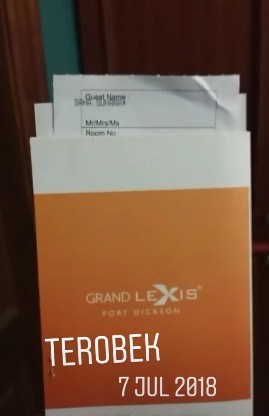 Guest Name
Mr/Mrs/Ms
Room No
GRAND LEXIS®
PORT DICKSON
TEROBEK
7 JUL 2018